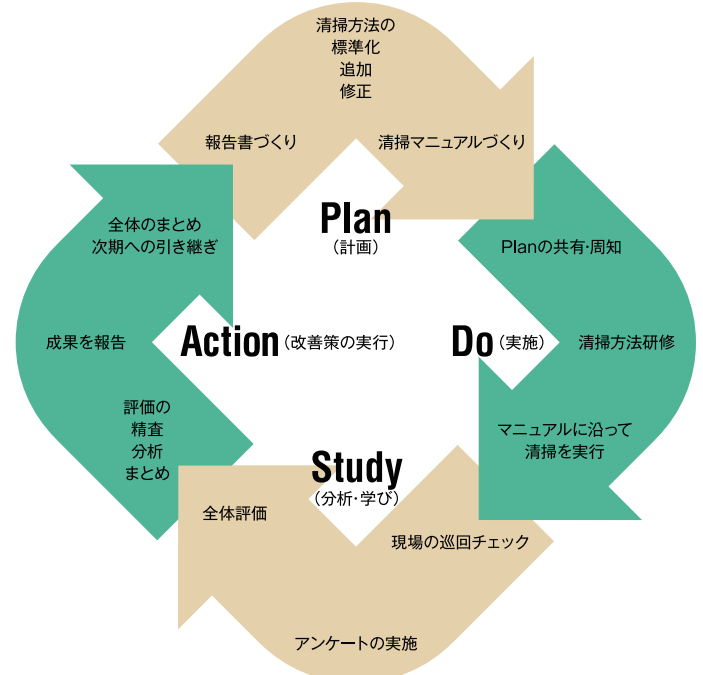 清掃方法の
標準化
追加
修正
報告書づくり
清掃マニュアルづくり
Plan
(計画)
Planの共有・周知
清掃方法研修
マニュアルに沿って
清掃を実行
Do(実施)
Study
(分析・学び)
現場の巡回チェック
アンケートの実施
全体評価
Action(改善策の実行)
評価の
精査
分析
まとめ
成果を報告
全体のまとめ
次期への引き継ぎ